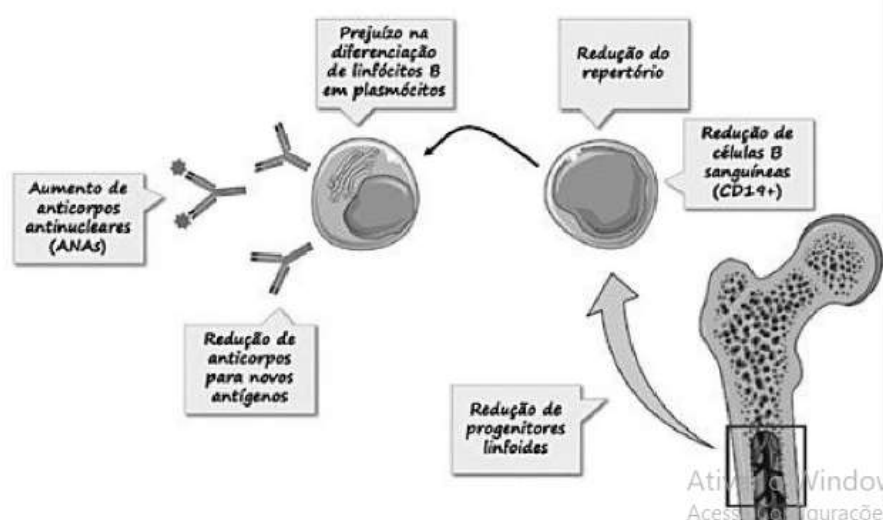 Prejuízo na
diferenciação
de linfócitos B
em plasmócitos
Redução do
repertório
Redução de
células B
sanguíneas
(CD19+)
Aumento de
anticorpos
antinucleares
(ANAs)
Redução de
anticorpos
para novos
antígenos
Redução de
progenitores
linfoides